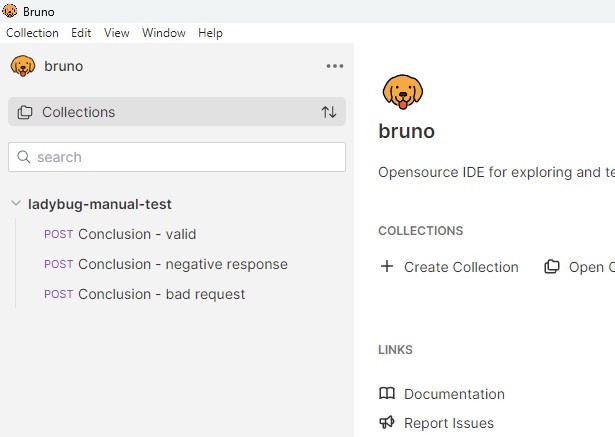 Bruno
Collection Edit View Window Help
bruno
Collections
search
ladybug-manual-test
POST Conclusion - valid
POST Conclusion - negative response
POST Conclusion - bad request
bruno
Opensource IDE for exploring and te
COLLECTIONS
Create Collection Open
LINKS
Documentation
Report Issues